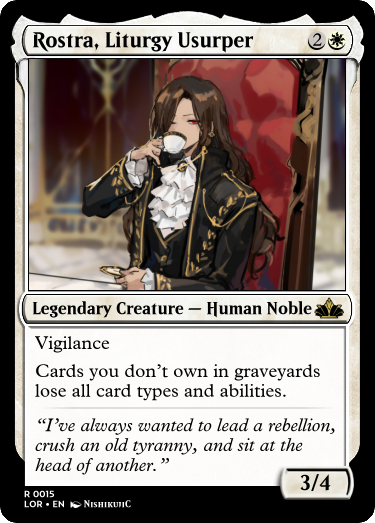 Rostra, Liturgy Usurper 2
Legendary Creature — Human Noble
Vigilance
Cards you don’t own in graveyards
lose all card types and abilities.
“I’ve always wanted to lead a rebellion,
crush an old tyranny, and sit at the
head of another.”
3/4
R 0015
LOR • EN NISHIKUJIC